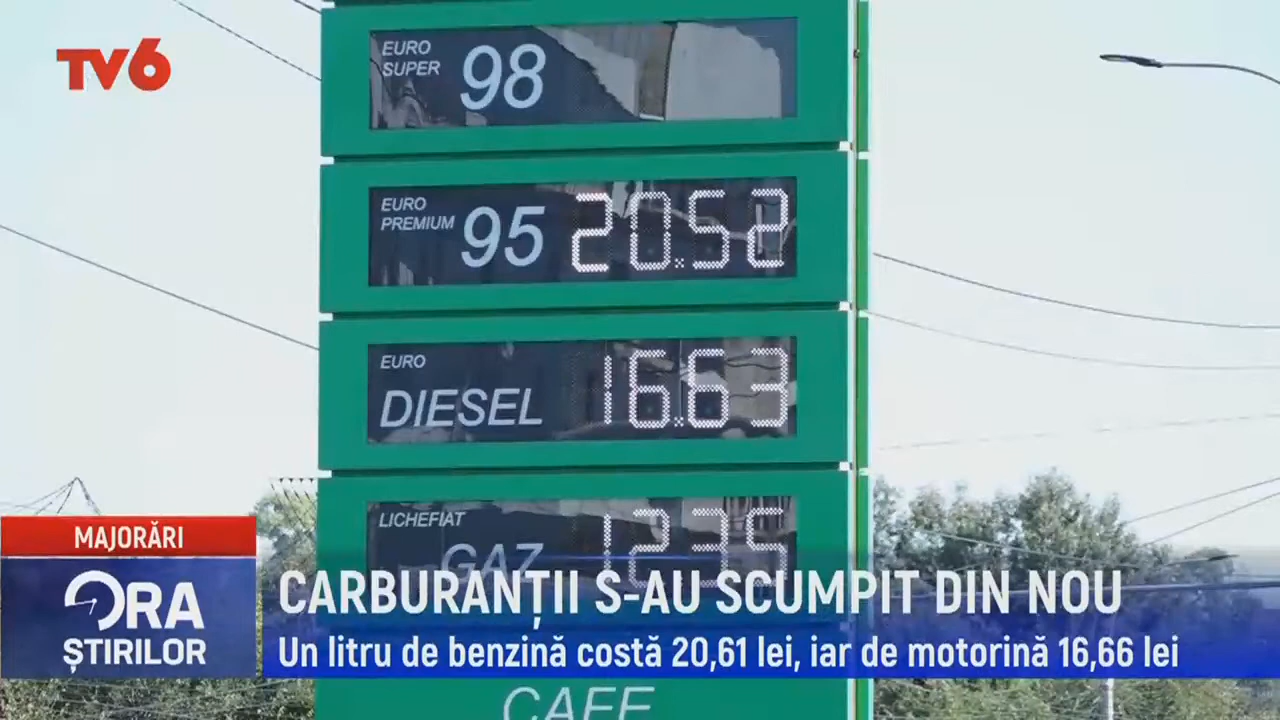 TV6
EURO
SUPER 98
EURO
PREMIUM 95 20.52
EURO
DIESEL 16.63
LICHEFIAT
GAZ 12.35
MAJORĂRI
ORA
ȘTIRILOR
CARBURANȚII S-AU SCUMPIT DIN NOU
Un litru de benzină costă 20,61 lei, iar de motorină 16,66 lei
CAFE